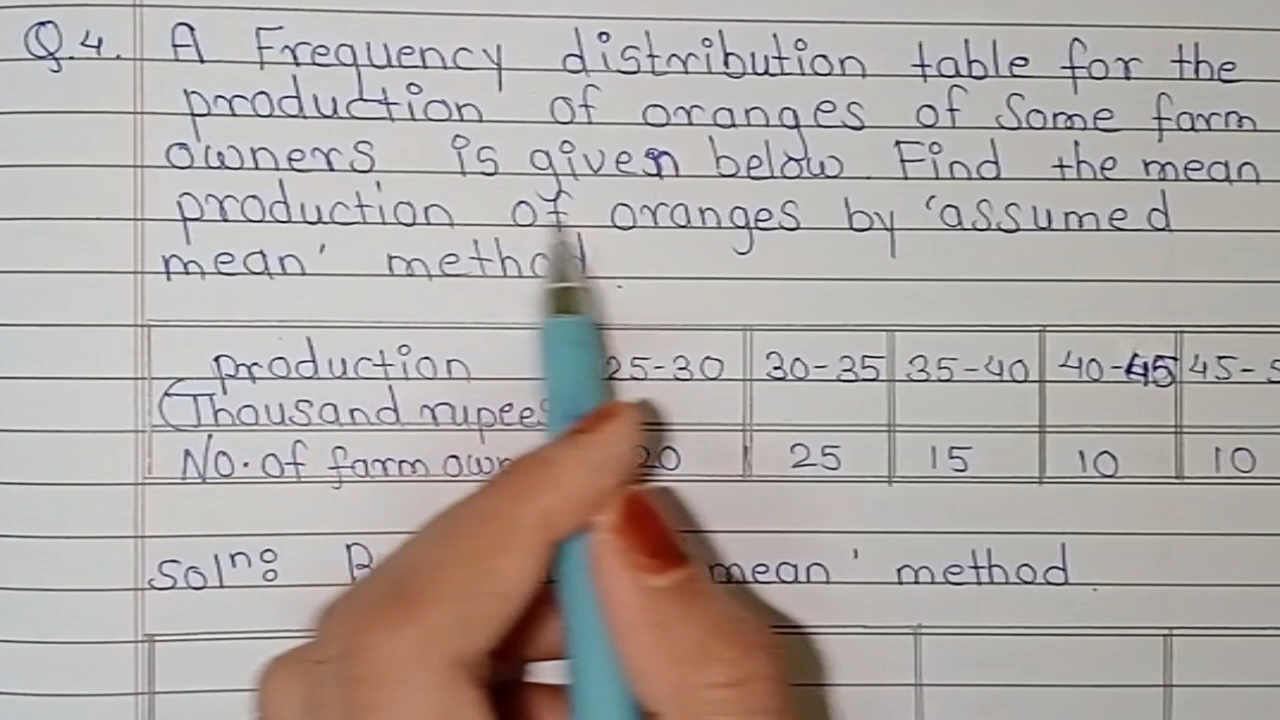 Q.4. A Frequency distribution table for the
production of oranges of Some farm
owners is given below. Find the mean
production of oranges by 'assumed
mean' method.
production 25-30 30-35 35-40 40-45 45-
(Thousand rupees
No. of farm 20 25 15 10 10
Solⁿ: mean' method.